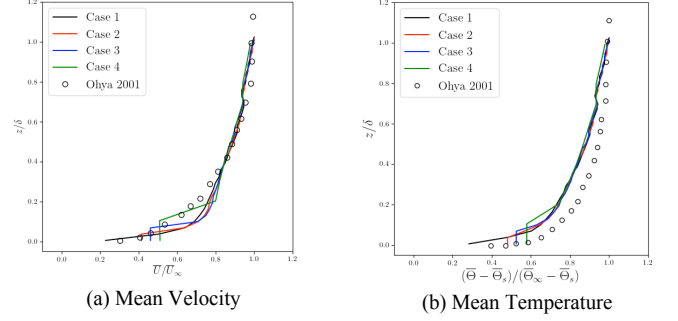 Case 1
Case 2
Case 3
Case 4
Ohya 2001
z/δ
1.2
1.0
0.8
0.6
0.4
0.2
0.0
0.0 0.2 0.4 0.6 0.8 1.0 1.2
U̅/U̅∞
(a) Mean Velocity
Case 1
Case 2
Case 3
Case 4
Ohya 2001
z/δ
1.2
1.0
0.8
0.6
0.4
0.2
0.0
0.0 0.2 0.4 0.6 0.8 1.0 1.2
(Θ̅ − Θ̅s)/(Θ̅∞ − Θ̅s)
(b) Mean Temperature